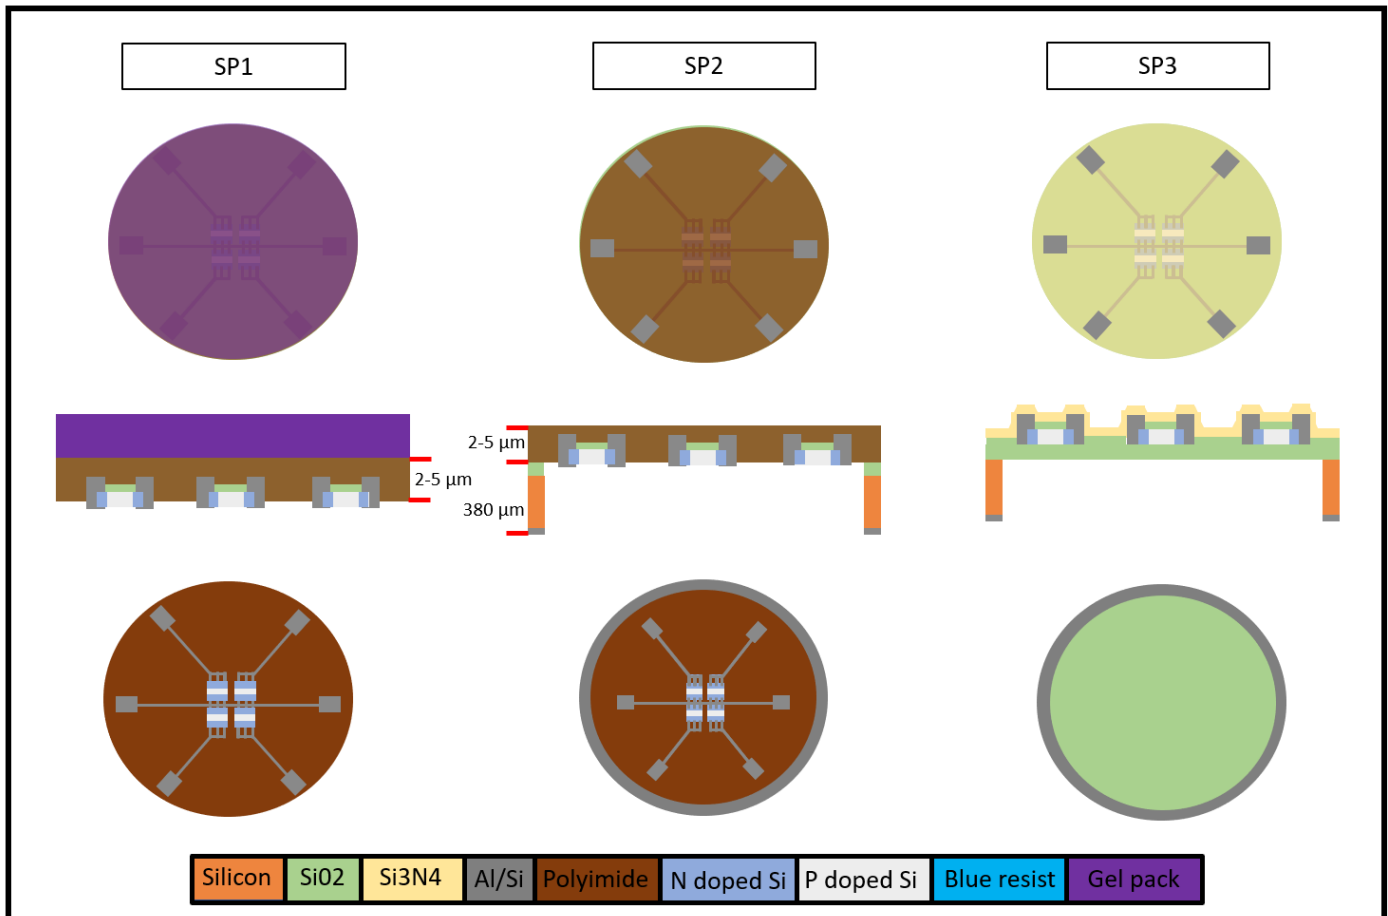 SP1
SP2
SP3
2-5 µm
2-5 µm
380 µm
Silicon
Si02
Si3N4
Al/Si
Polyimide
N doped Si
P doped Si
Blue resist
Gel pack